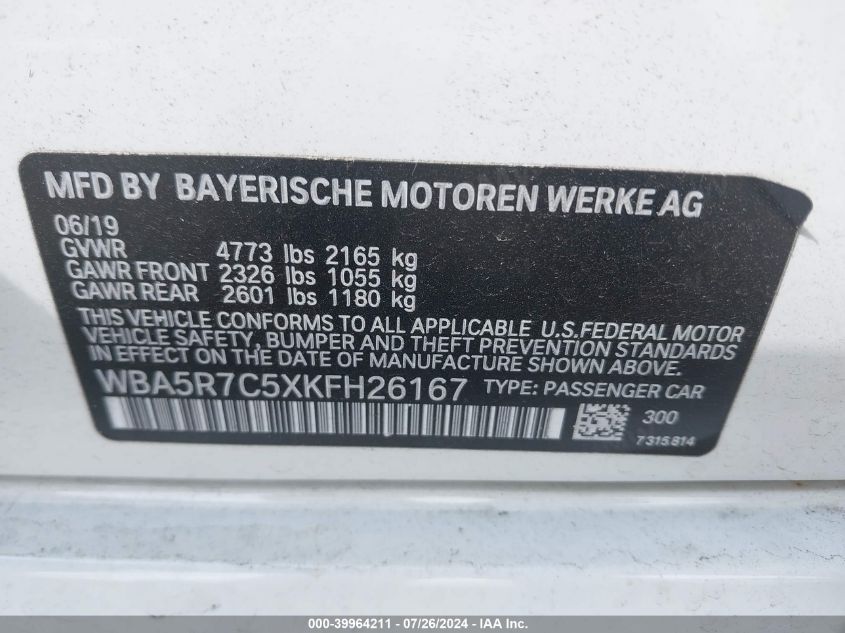 MFD BY BAYERISCHE MOTOREN WERKE AG
06/19
GVWR 4773 lbs 2165 kg
GAWR FRONT 2326 lbs 1055 kg
GAWR REAR 2601 lbs 1180 kg
THIS VEHICLE CONFORMS TO ALL APPLICABLE U.S. FEDERAL MOTOR
VEHICLE SAFETY, BUMPER AND THEFT PREVENTION STANDARDS
IN EFFECT ON THE DATE OF MANUFACTURE SHOWN ABOVE.
WBA5R7C5XKFH26167 TYPE: PASSENGER CAR
300
7 315 814
000-39964211 - 07/26/2024 - IAA Inc.